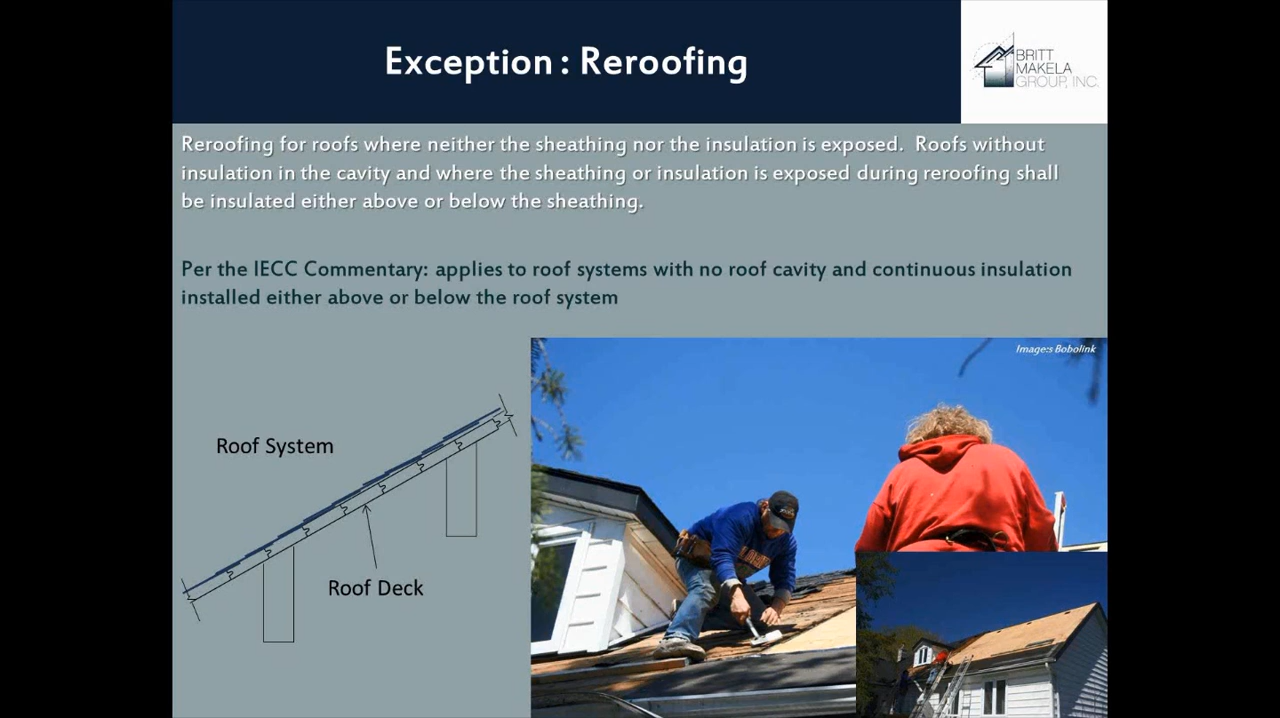 Exception : Reroofing
BRITT
MAKELA
GROUP, INC.
Reroofing for roofs where neither the sheathing nor the insulation is exposed.  Roofs without
insulation in the cavity and where the sheathing or insulation is exposed during reroofing shall
be insulated either above or below the sheathing.
Per the IECC Commentary: applies to roof systems with no roof cavity and continuous insulation
installed either above or below the roof system
Image:s Bobolink
Roof System
Roof Deck